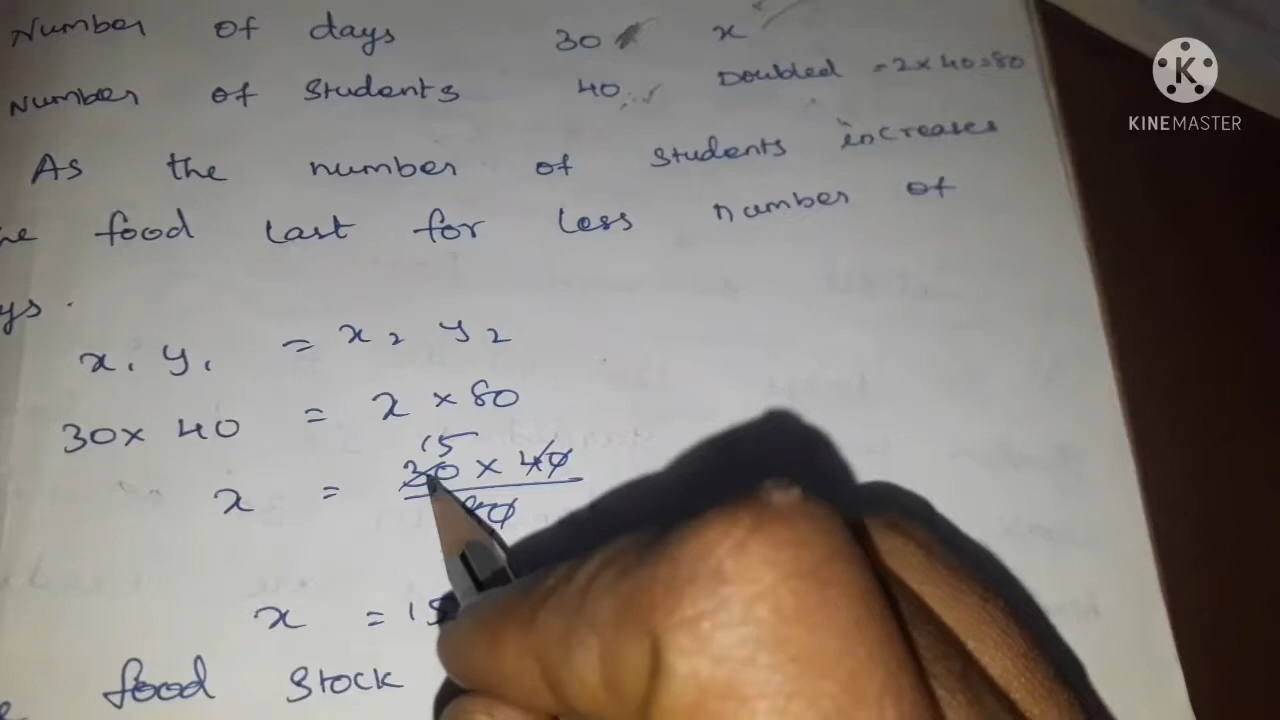 Number of days 30 x
Number of students 40 Doubled = 2 x 40 = 80
As the number of students increases
food last for less number of
x1 y1 = x2 y2
30 x 40 = x x 80
15
x = 30 x 40
x = 15
food stock
K
KINEMASTER